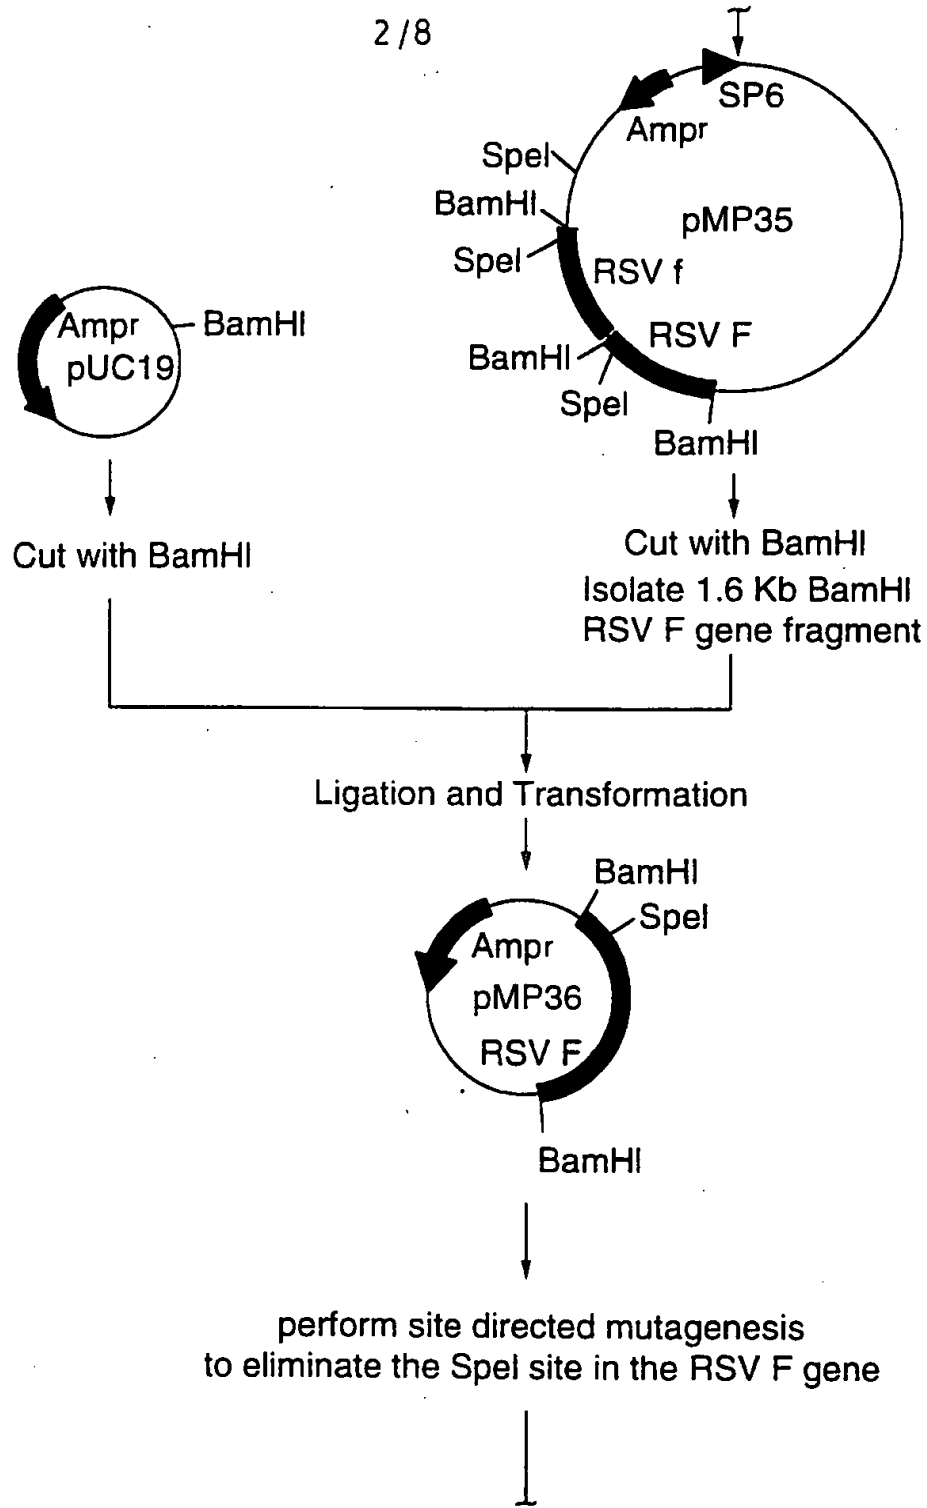 2/8
SP6
Ampr
SpeI
BamHI
pMP35
SpeI
RSV f
RSV F
BamHI
SpeI
BamHI
Ampr
BamHI
pUC19
Cut with BamHI
Cut with BamHI
Isolate 1.6 Kb BamHI
RSV F gene fragment
Ligation and Transformation
BamHI
SpeI
Ampr
pMP36
RSV F
BamHI
perform site directed mutagenesis
to eliminate the SpeI site in the RSV F gene